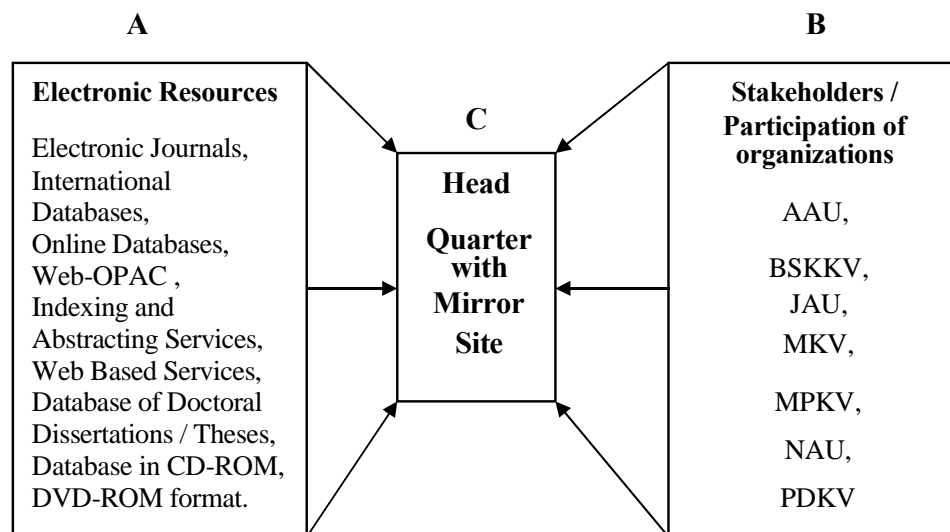 A
Electronic Resources
Electronic Journals,
International
Databases,
Online Databases,
Web-OPAC ,
Indexing and
Abstracting Services,
Web Based Services,
Database of Doctoral
Dissertations / Theses,
Database in CD-ROM,
DVD-ROM format.
C
Head
Quarter
with
Mirror
Site
B
Stakeholders /
Participation of
organizations
AAU,
BSKKV,
JAU,
MKV,
MPKV,
NAU,
PDKV